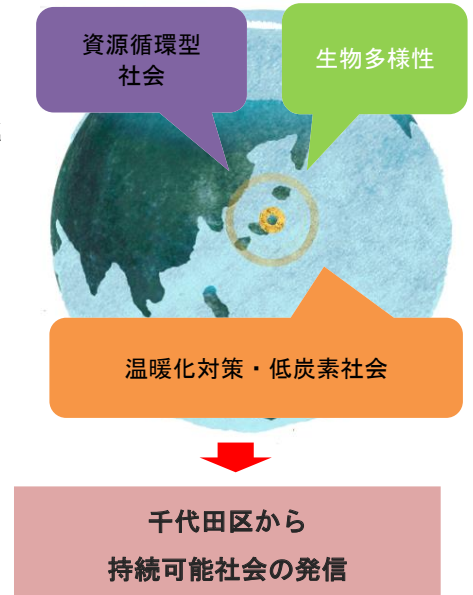 資源循環型
社会
生物多様性
温暖化対策・低炭素社会
千代田区から
持続可能社会の発信